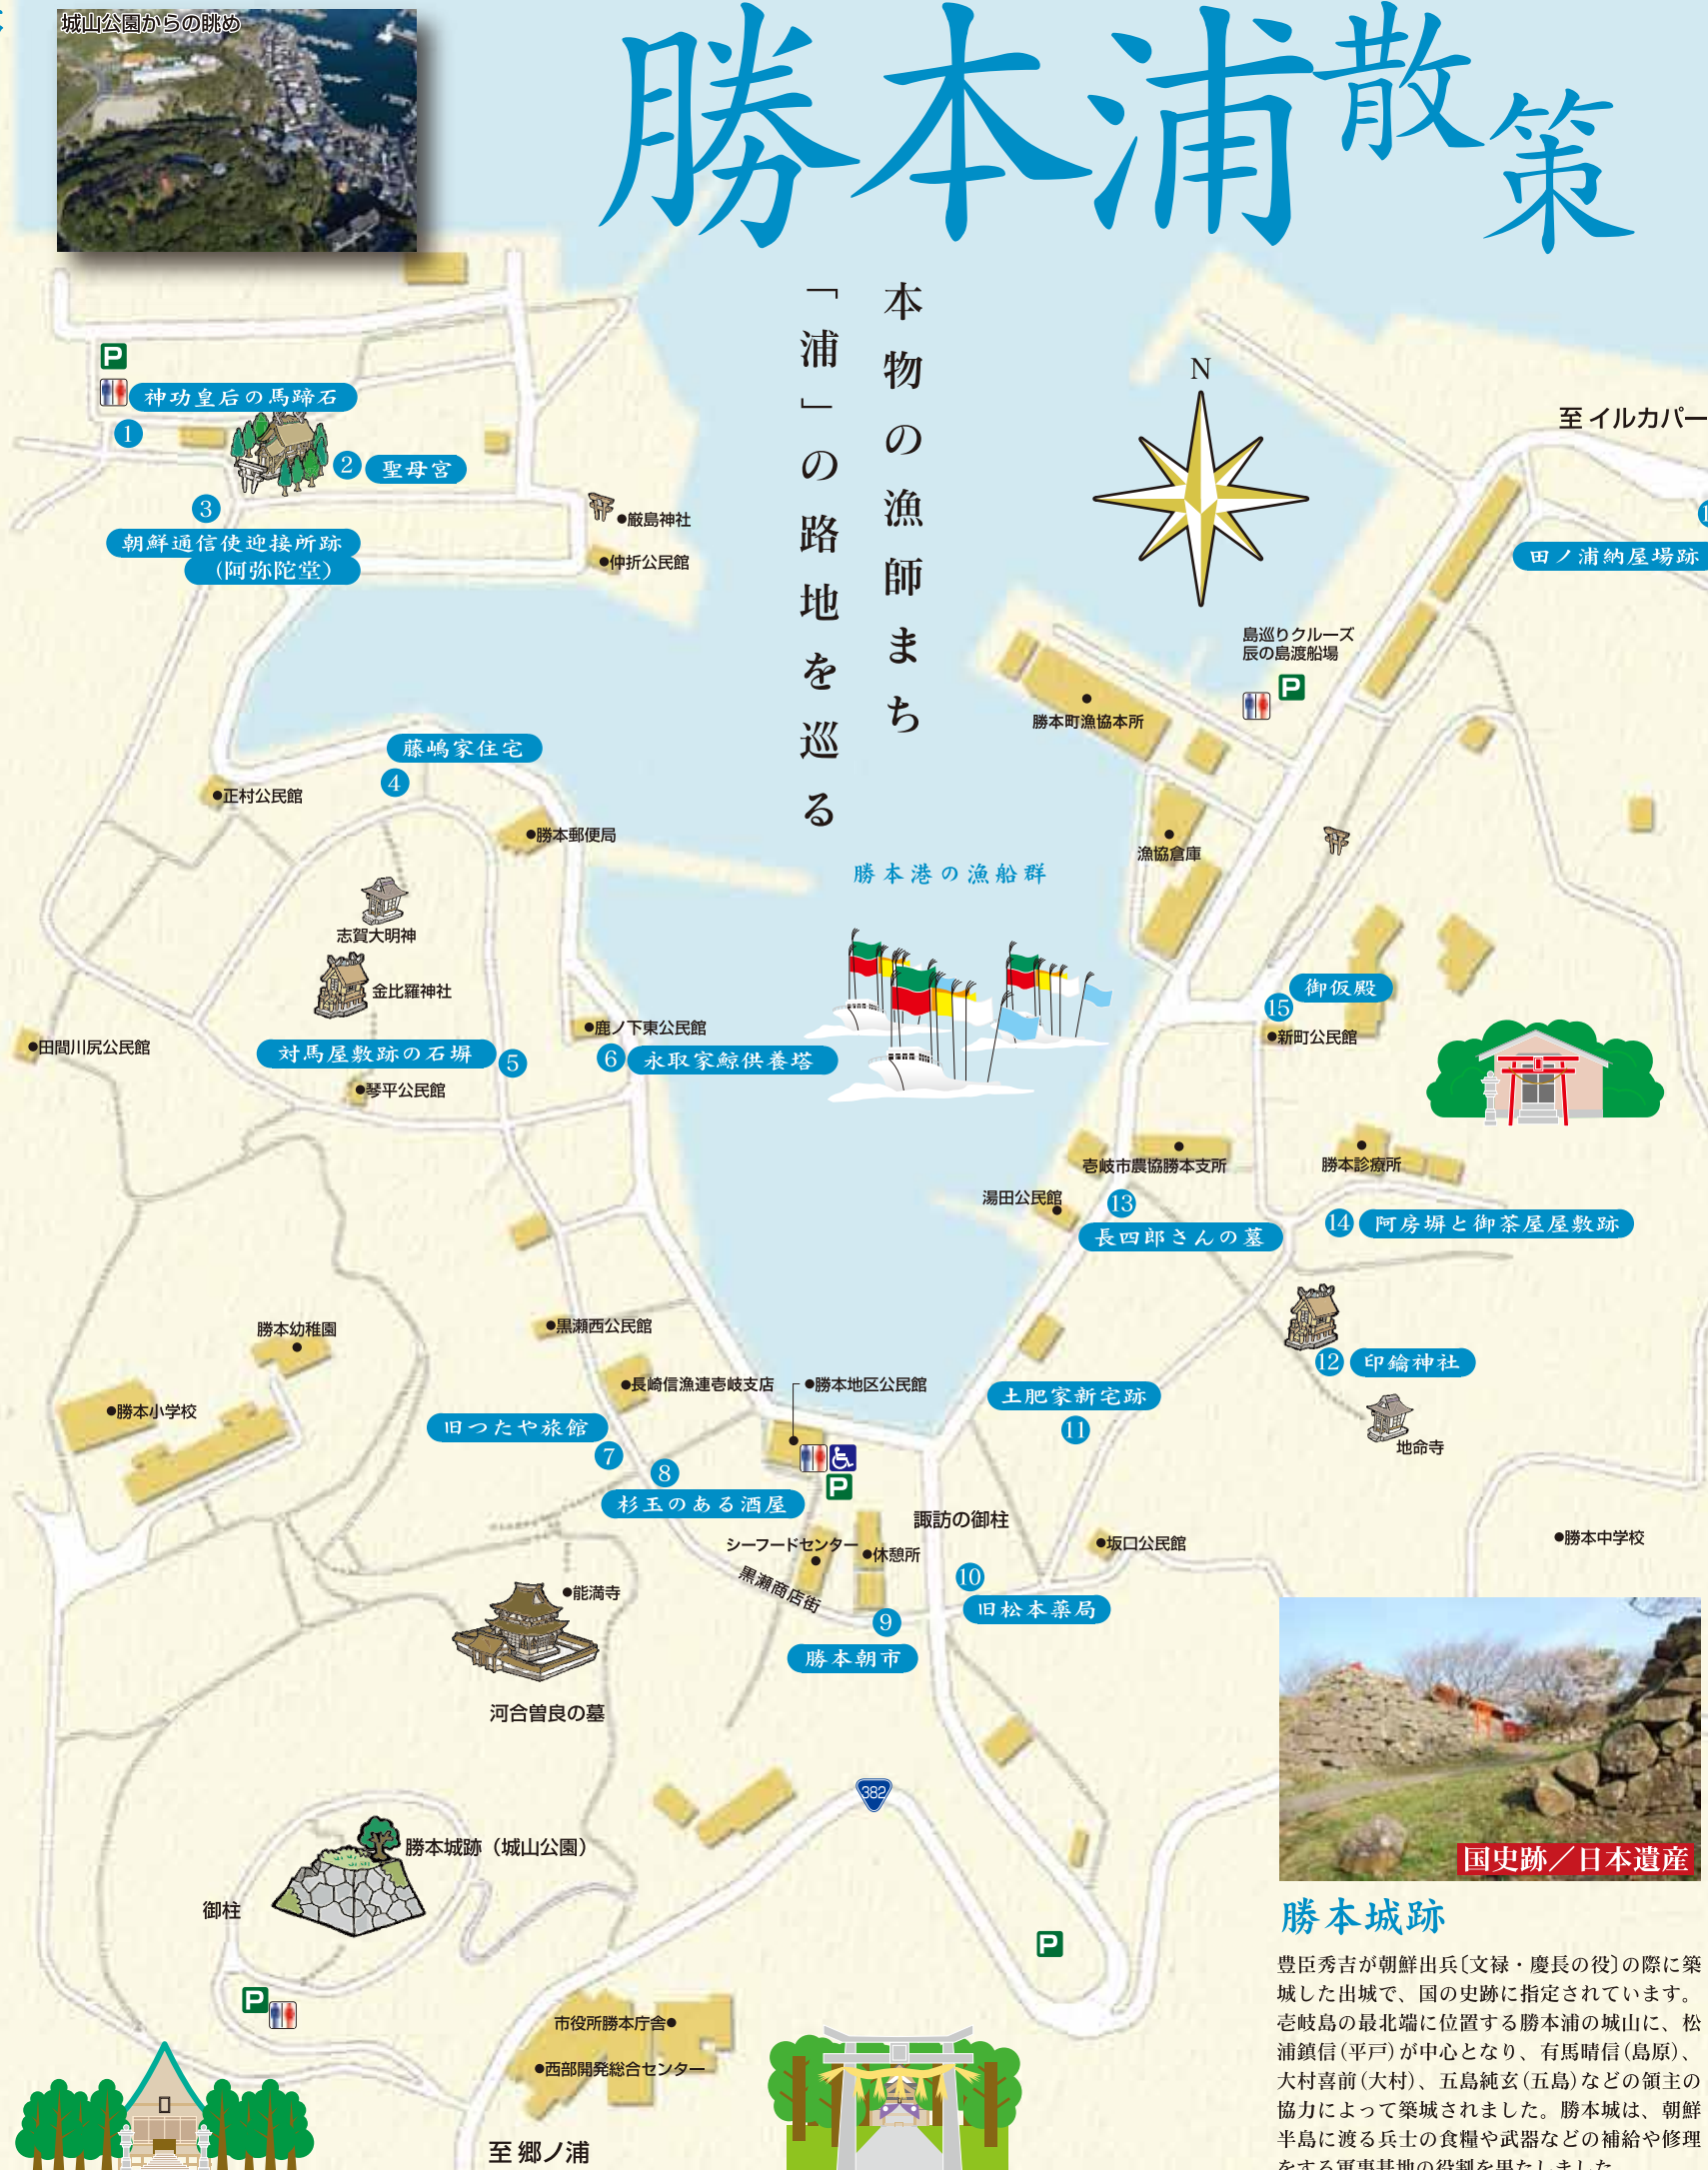 城山公園からの眺め
勝本浦散策
本物の漁師まち
「浦」の路地を巡る
N
至 イルカパー
P
神功皇后の馬蹄石
1
2 聖母宮
3
朝鮮通信使迎接所跡
（阿弥陀堂）
●厳島神社
●仲折公民館
田ノ浦納屋場跡
島巡りクルーズ
辰の島渡船場
P
勝本町漁協本所
藤嶋家住宅
4
●正村公民館
●勝本郵便局
漁協倉庫
勝本港の漁船群
志賀大明神
金比羅神社
御仮殿
15
●新町公民館
●鹿ノ下東公民館
●田間川尻公民館
対馬屋敷跡の石塀 5
6 永取家鯨供養塔
●琴平公民館
壱岐市農協勝本支所
勝本診療所
湯田公民館
13
長四郎さんの墓
14 阿房塀と御茶屋屋敷跡
勝本幼稚園
●黒瀬西公民館
12 印鑰神社
●長崎信漁連壱岐支店
●勝本地区公民館
土肥家新宅跡
11
●勝本小学校
旧つたや旅館
7
地命寺
8
杉玉のある酒屋
P
諏訪の御柱
シーフードセンター
●休憩所
●坂口公民館
●勝本中学校
黒瀬商店街
10
旧松本薬局
●能満寺
9
勝本朝市
河合曽良の墓
382
勝本城跡（城山公園）
御柱
国史跡／日本遺産
勝本城跡
P
P
豊臣秀吉が朝鮮出兵〔文禄・慶長の役〕の際に築
城した出城で、国の史跡に指定されています。
壱岐島の最北端に位置する勝本浦の城山に、松
浦鎮信（平戸）が中心となり、有馬晴信（島原）、
大村喜前（大村）、五島純玄（五島）などの領主の
協力によって築城されました。勝本城は、朝鮮
半島に渡る兵士の食糧や武器などの補給や修理
をする軍事基地の役割を果たしました。
市役所勝本庁舎●
●西部開発総合センター
至 郷ノ浦